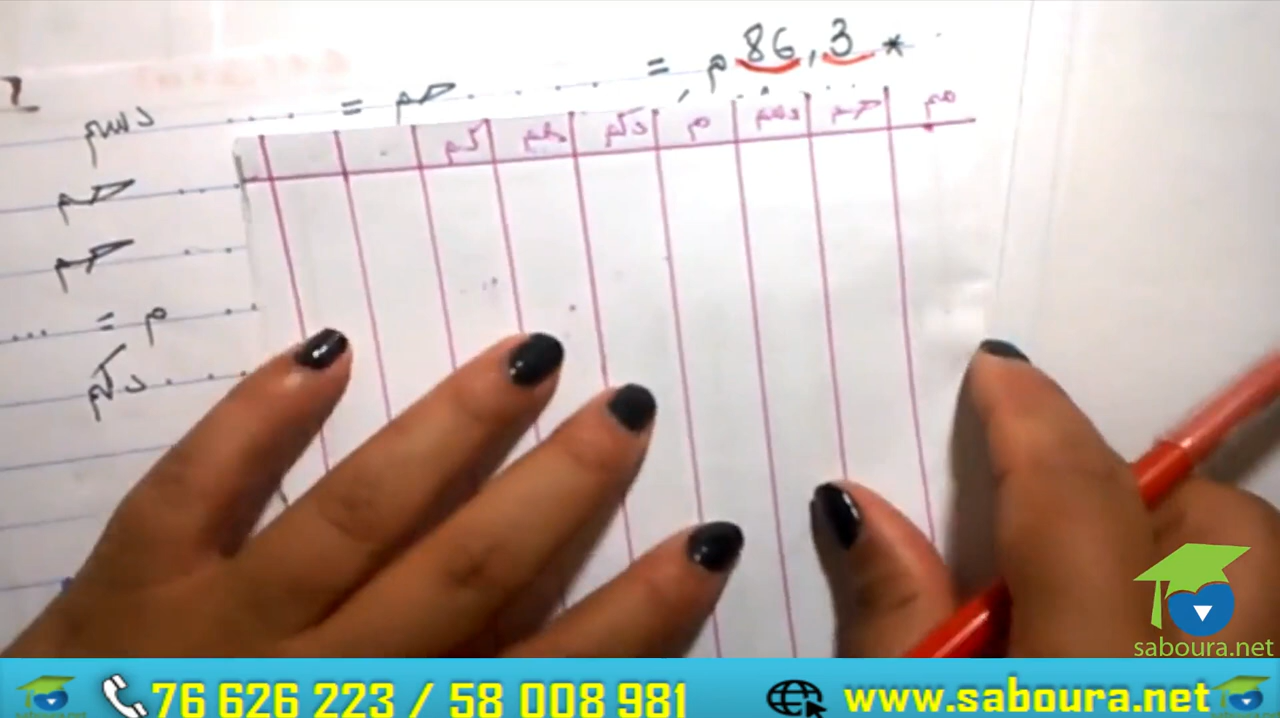 * 86,3 م = ...... صم = ...... دسم
مم صم دسم م دكم هم كم
...... صم
...... صم
.. م = ...
.... دكم
saboura.net
76 626 223 / 58 008 981 www.saboura.net